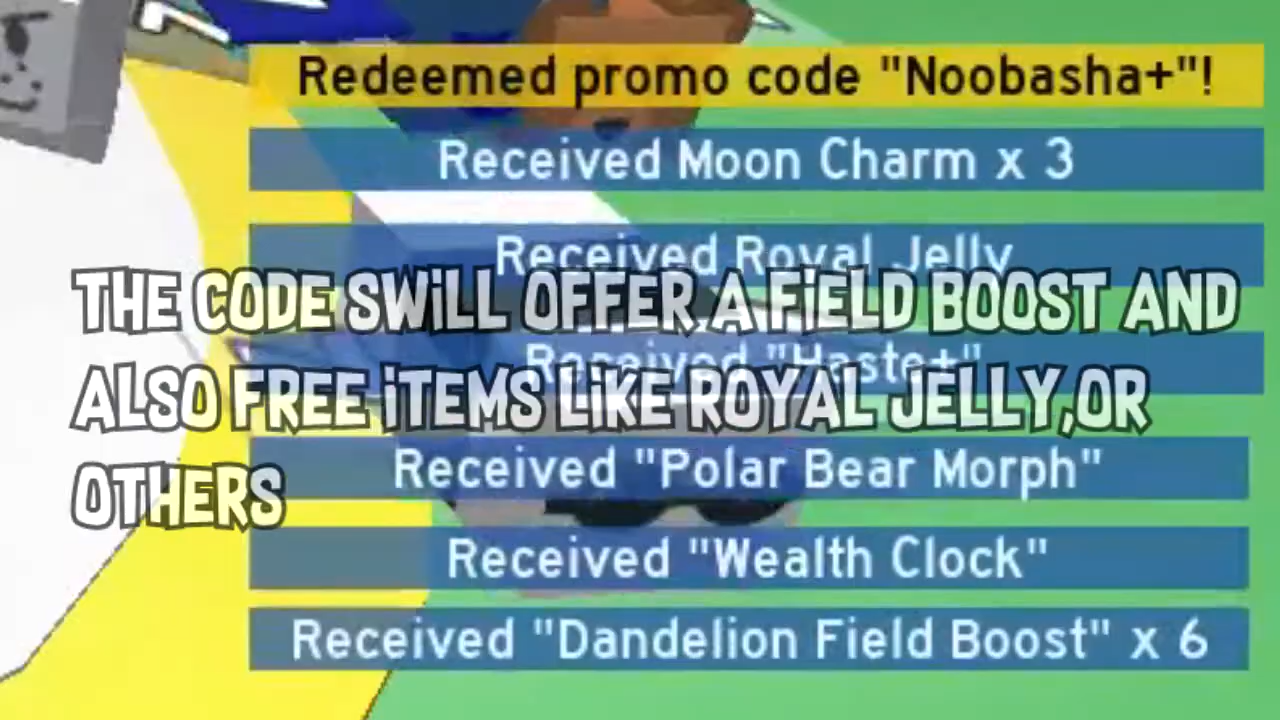 Redeemed promo code "Noobasha+"!
Received Moon Charm x 3
Received Royal Jelly
THE CODE SWiLL OFFER A FiELD BOOST AND
Received "Haste+"
ALSO FREE iTEMS LiKE ROYAL JELLY,OR
Received "Polar Bear Morph"
OTHERS
Received "Wealth Clock"
Received "Dandelion Field Boost" x 6